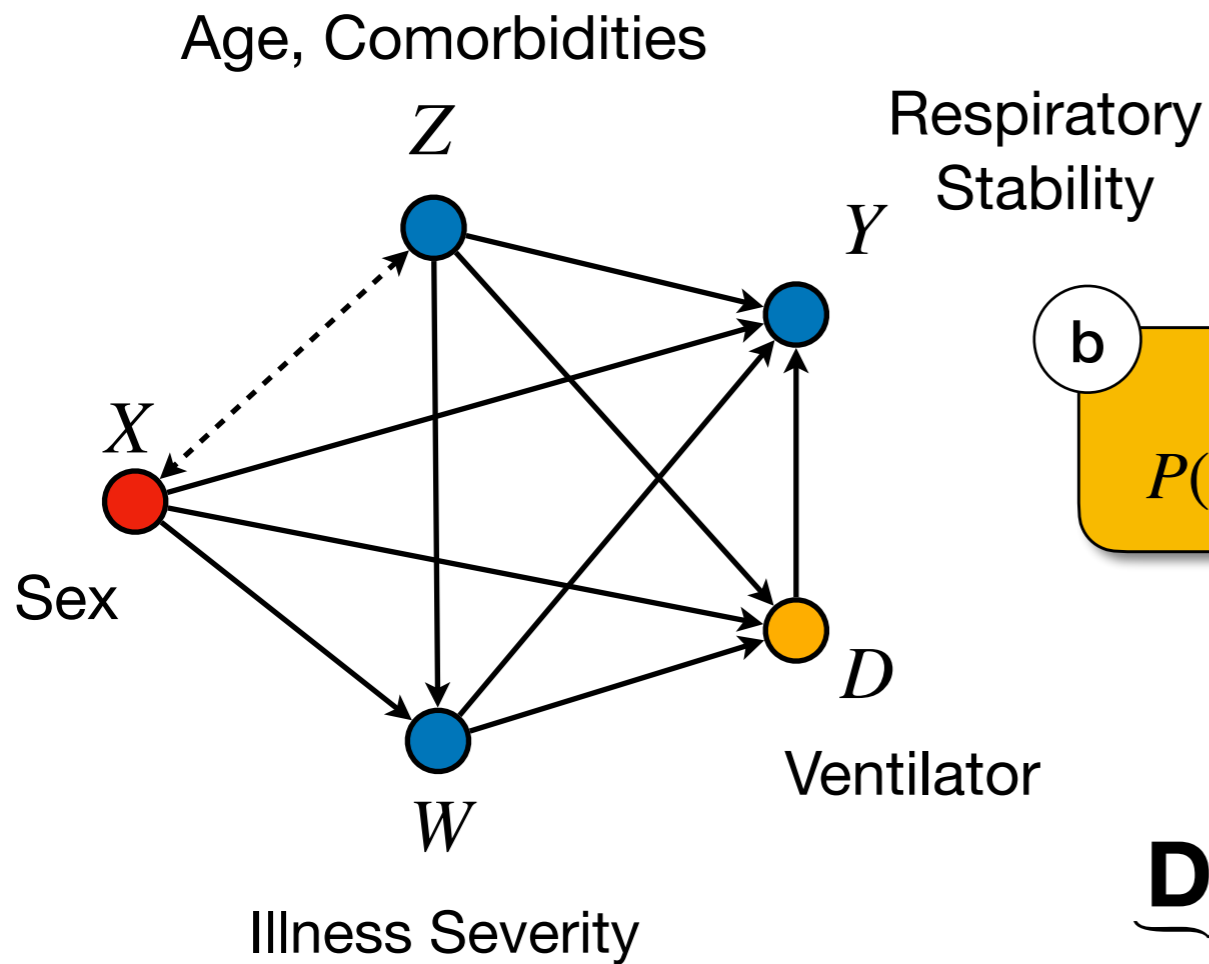 Age, Comorbidities
Z
Respiratory
Stability
Y
b
X
P(
Sex
D
Ventilator
W
D
Illness Severity